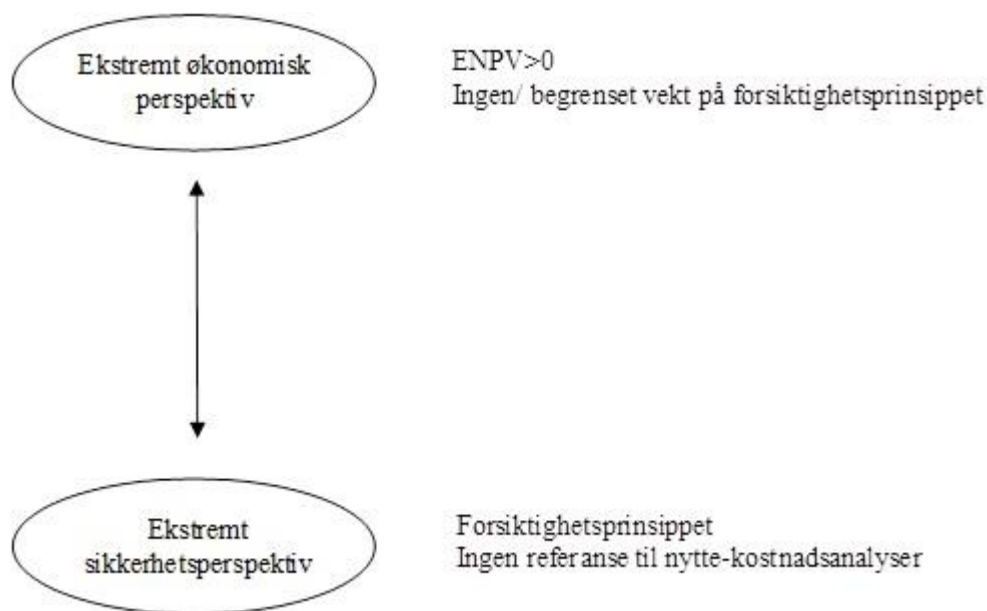 Ekstremt økonomisk
perspektiv
ENPV>0
Ingen/ begrenset vekt på forsiktighetsprinsippet
Ekstremt
sikkerhetsperspektiv
Forsiktighetsprinsippet
Ingen referanse til nytte-kostnadsanalyser